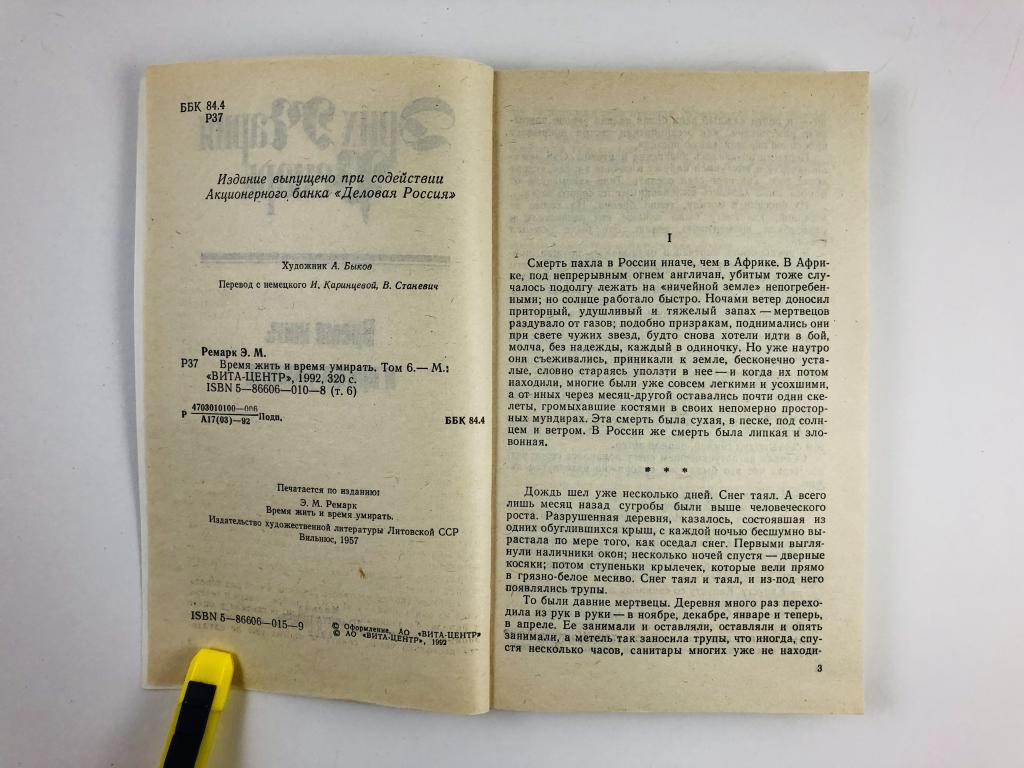 ББК 84.4
Р37
Издание выпущено при содействии
Акционерного банка «Деловая Россия»
Художник А. Быков
Перевод с немецкого И. Каринцевой, В. Станевич
Ремарк Э. М.
Р37 Время жить и время умирать. Том 6.— М.:
«ВИТА-ЦЕНТР», 1992, 320 с.
ISBN 5—86606—010—8 (т. 6)
Р 4703010100—006
А17(03)—92 Подп.
ББК 84.4
Печатается по изданию:
Э. М. Ремарк
Время жить и время умирать.
Издательство художественной литературы Литовской ССР
Вильнюс, 1957
ISBN 5—86606—015—9
© Оформление. АО «ВИТА-ЦЕНТР»
© АО «ВИТА-ЦЕНТР», 1992
I
Смерть пахла в России иначе, чем в Африке. В Афри-
ке, под непрерывным огнем англичан, убитым тоже слу-
чалось подолгу лежать на «ничейной земле» непогребен-
ными; но солнце работало быстро. Ночами ветер доносил
приторный, удушливый и тяжелый запах — мертвецов
раздувало от газов; подобно призракам, поднимались они
при свете чужих звезд, будто снова хотели идти в бой,
молча, без надежды, каждый в одиночку. Но уже наутро
они съеживались, приникали к земле, бесконечно уста-
лые, словно стараясь уползти в нее — и когда их потом
находили, многие были уже совсем легкими и усохшими,
а от иных через месяц-другой оставались почти одни ске-
леты, громыхавшие костями в своих непомерно простор-
ных мундирах. Эта смерть была сухая, в песке, под солн-
цем и ветром. В России же смерть была липкая и зло-
вонная.
* * *
Дождь шел уже несколько дней. Снег таял. А всего
лишь месяц назад сугробы были выше человеческого
роста. Разрушенная деревня, казалось, состоявшая из
одних обуглившихся крыш, с каждой ночью бесшумно вы-
растала по мере того, как оседал снег. Первыми выгля-
нули наличники окон; несколько ночей спустя — дверные
косяки; потом ступеньки крылечек, которые вели прямо
в грязно-белое месиво. Снег таял и таял, и из-под него
появлялись трупы.
То были давние мертвецы. Деревня много раз перехо-
дила из рук в руки — в ноябре, декабре, январе и теперь,
в апреле. Ее занимали и оставляли, оставляли и опять
занимали, а метель так заносила трупы, что иногда, спу-
стя несколько часов, санитары многих уже не находи-
3